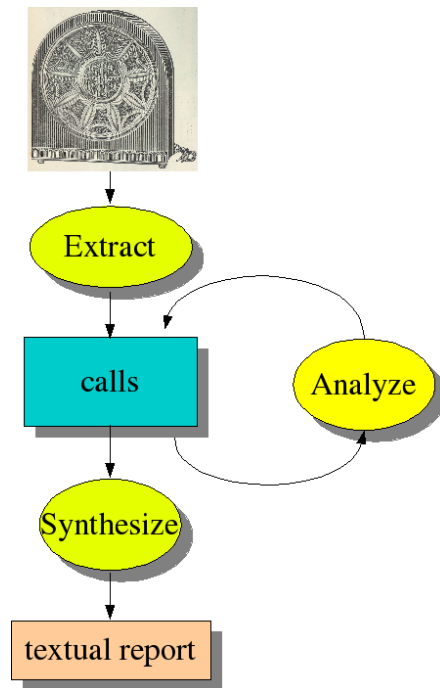 Extract
calls
Analyze
Synthesize
textual report